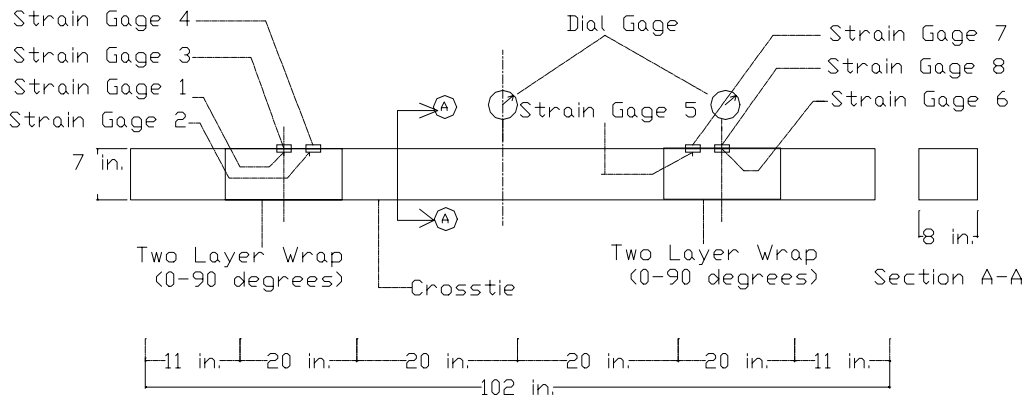 Strain Gage 4
Strain Gage 3
Strain Gage 1
Strain Gage 2
Dial Gage
Strain Gage 7
Strain Gage 8
Strain Gage 6
Strain Gage 5
A
A
7 in.
8 in.
Two Layer Wrap
(0-90 degrees)
Two Layer Wrap
(0-90 degrees)
Crosstie
Section A-A
11 in.
20 in.
20 in.
20 in.
20 in.
11 in.
102 in.